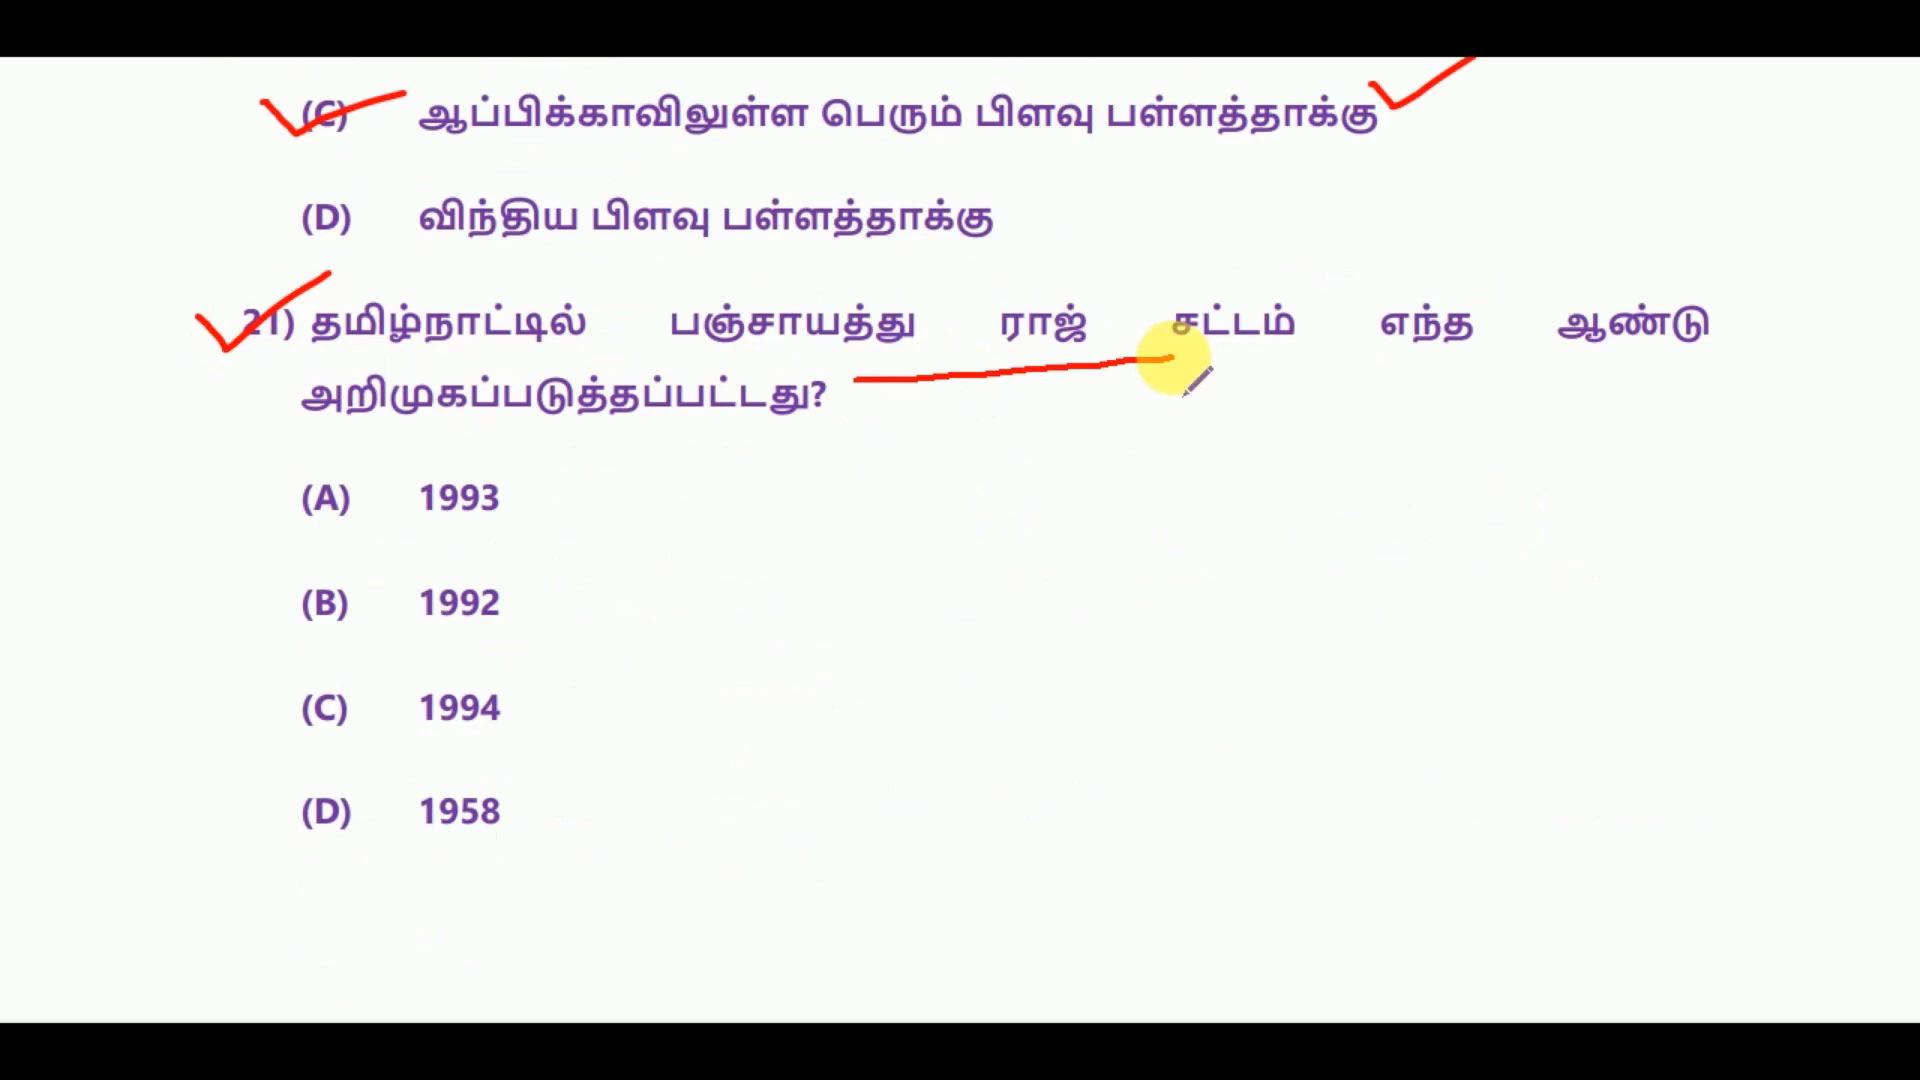 (C) ஆப்பிக்காவிலுள்ள பெரும் பிளவு பள்ளத்தாக்கு
(D) விந்திய பிளவு பள்ளத்தாக்கு
21) தமிழ்நாட்டில் பஞ்சாயத்து ராஜ் சட்டம் எந்த ஆண்டு
அறிமுகப்படுத்தப்பட்டது?
(A) 1993
(B) 1992
(C) 1994
(D) 1958